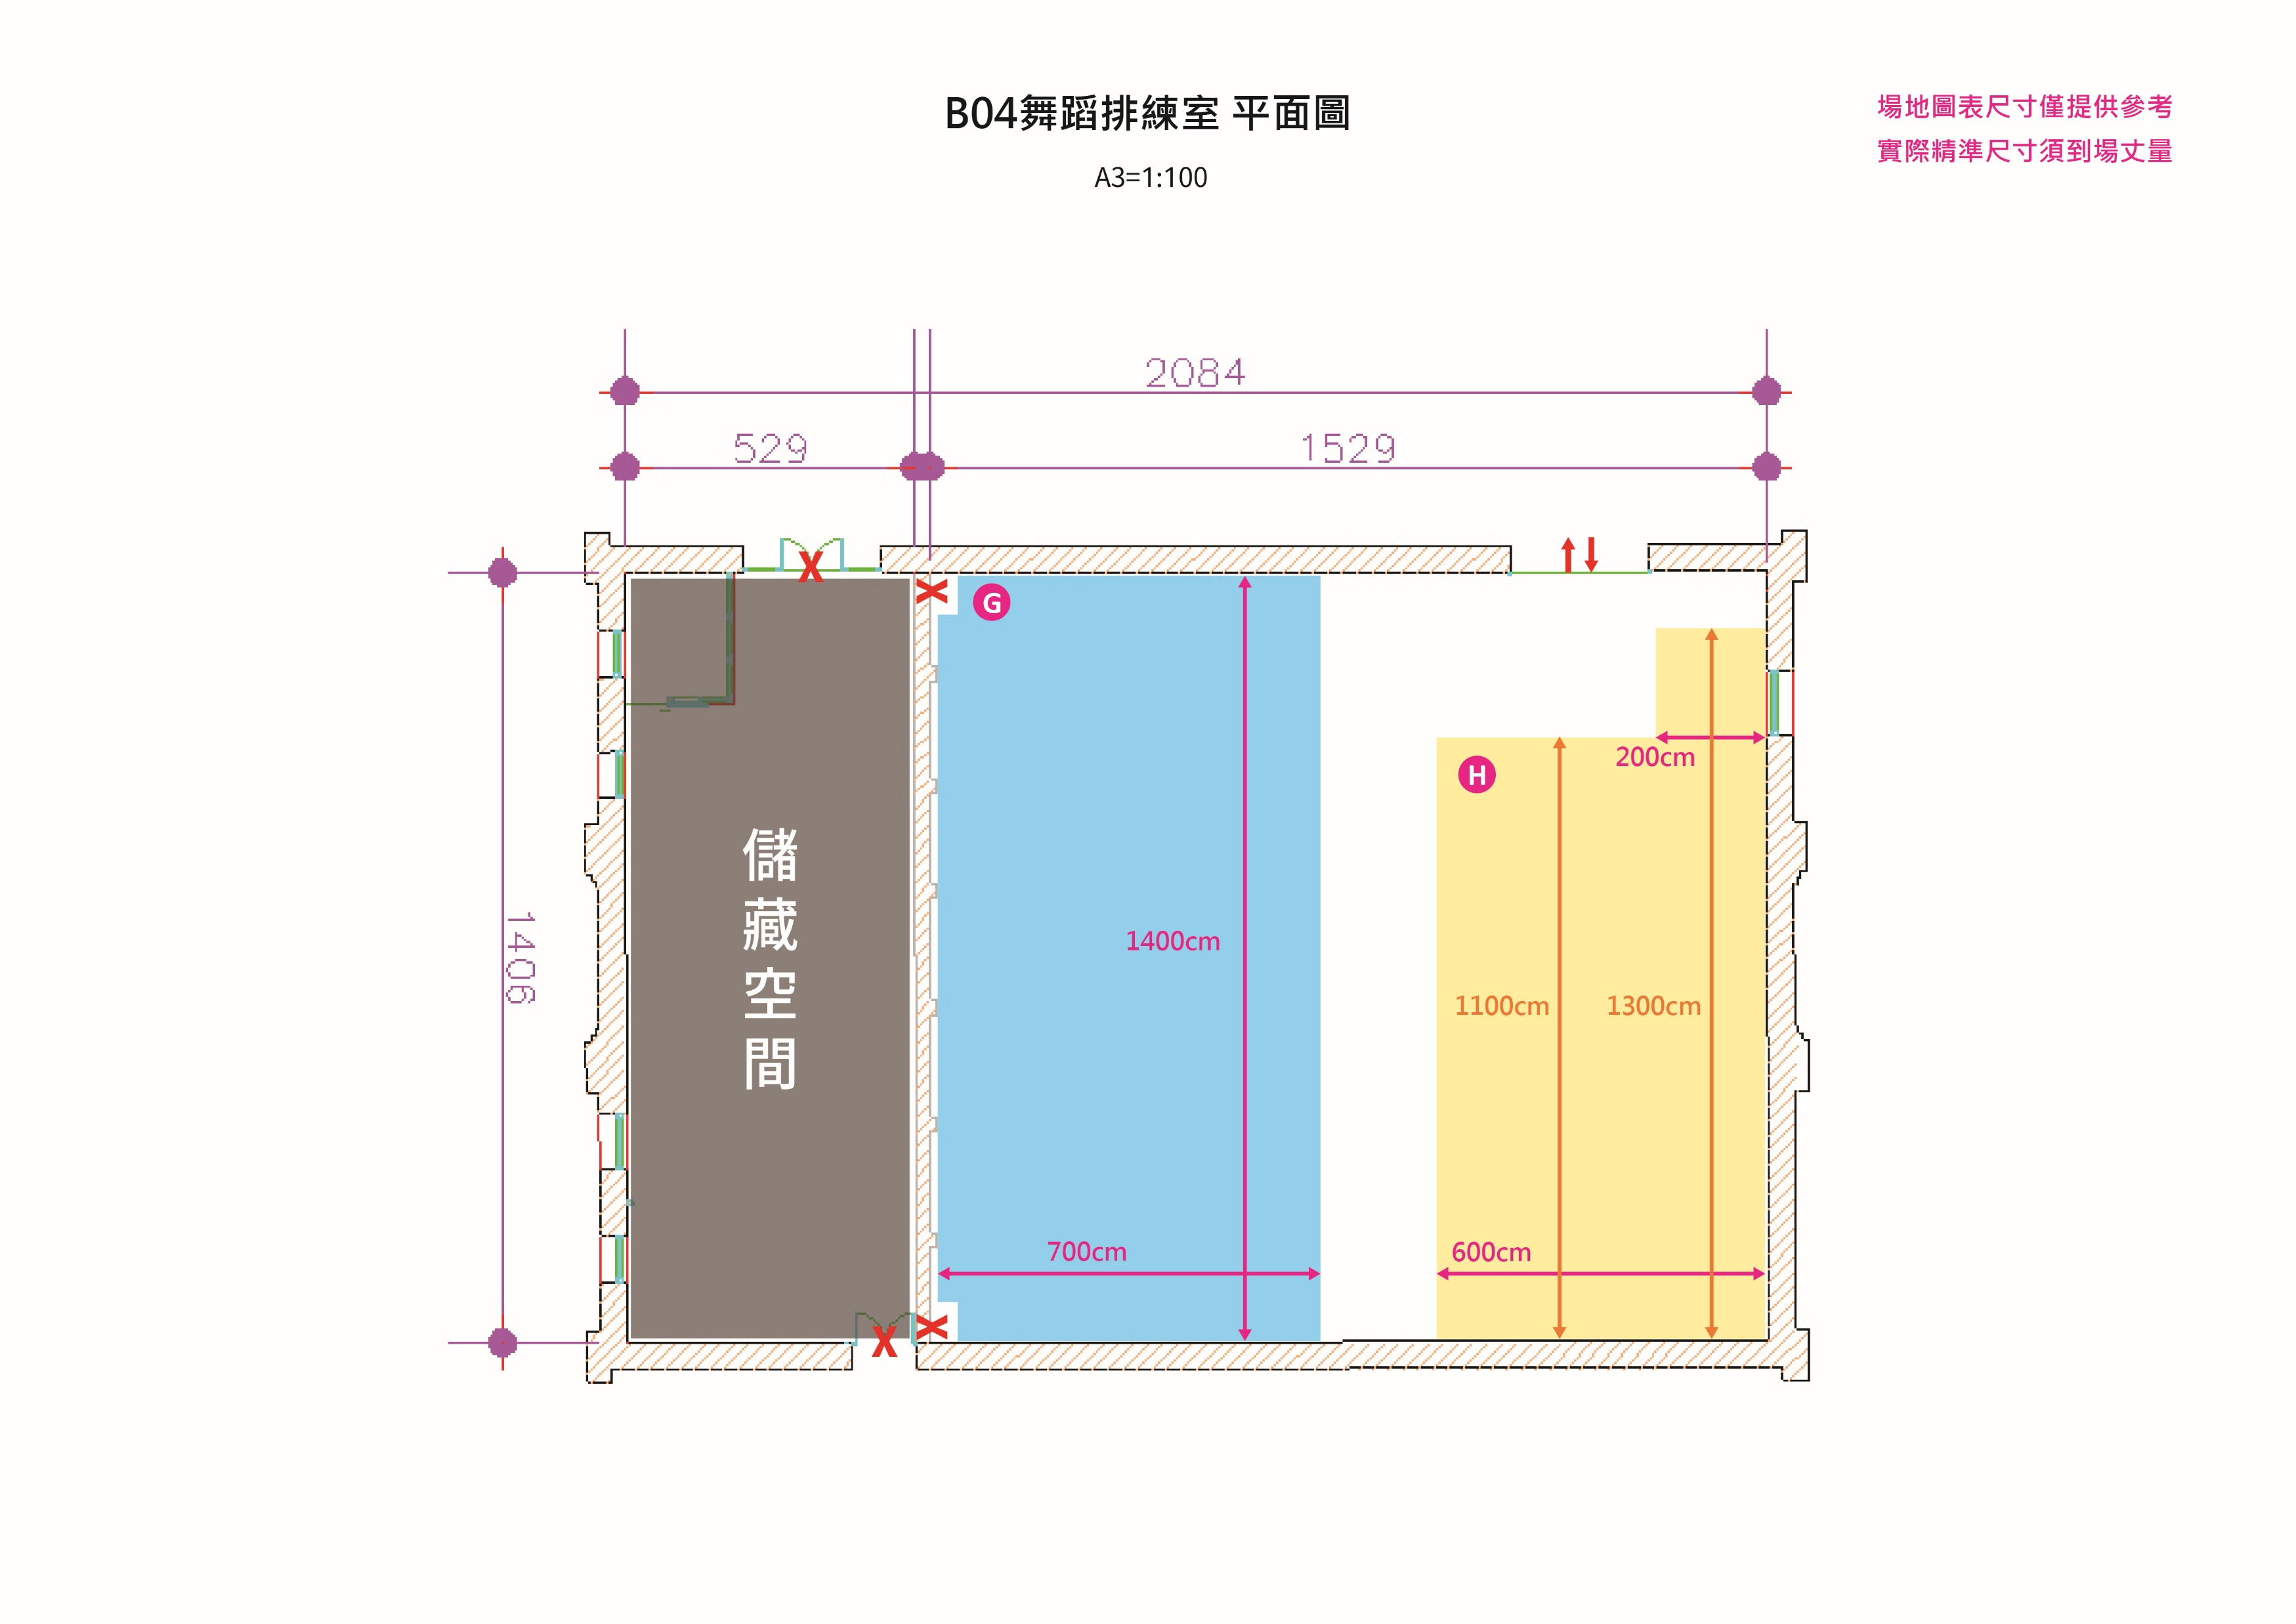 B04舞蹈排練室 平面圖
A3=1:100
場地圖表尺寸僅提供參考
實際精準尺寸須到場丈量
2084
529
1529
1406
X
X
X
X
G
H
200cm
儲藏空間
1400cm
1100cm
1300cm
700cm
600cm